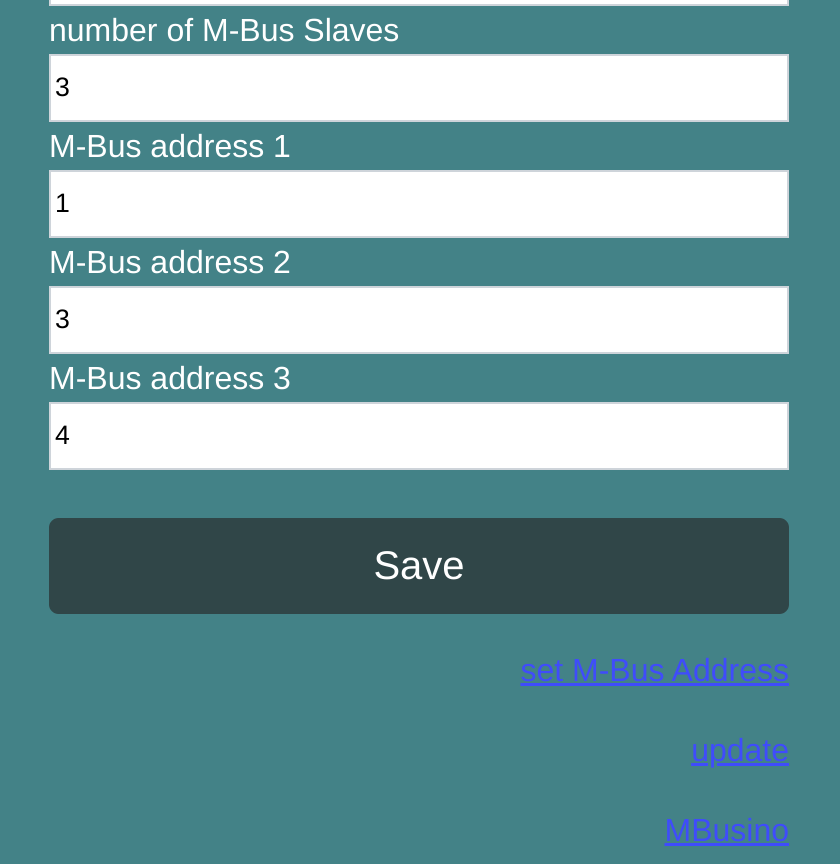 number of M-Bus Slaves
3
M-Bus address 1
1
M-Bus address 2
3
M-Bus address 3
4
Save
set M-Bus Address
update
MBusino